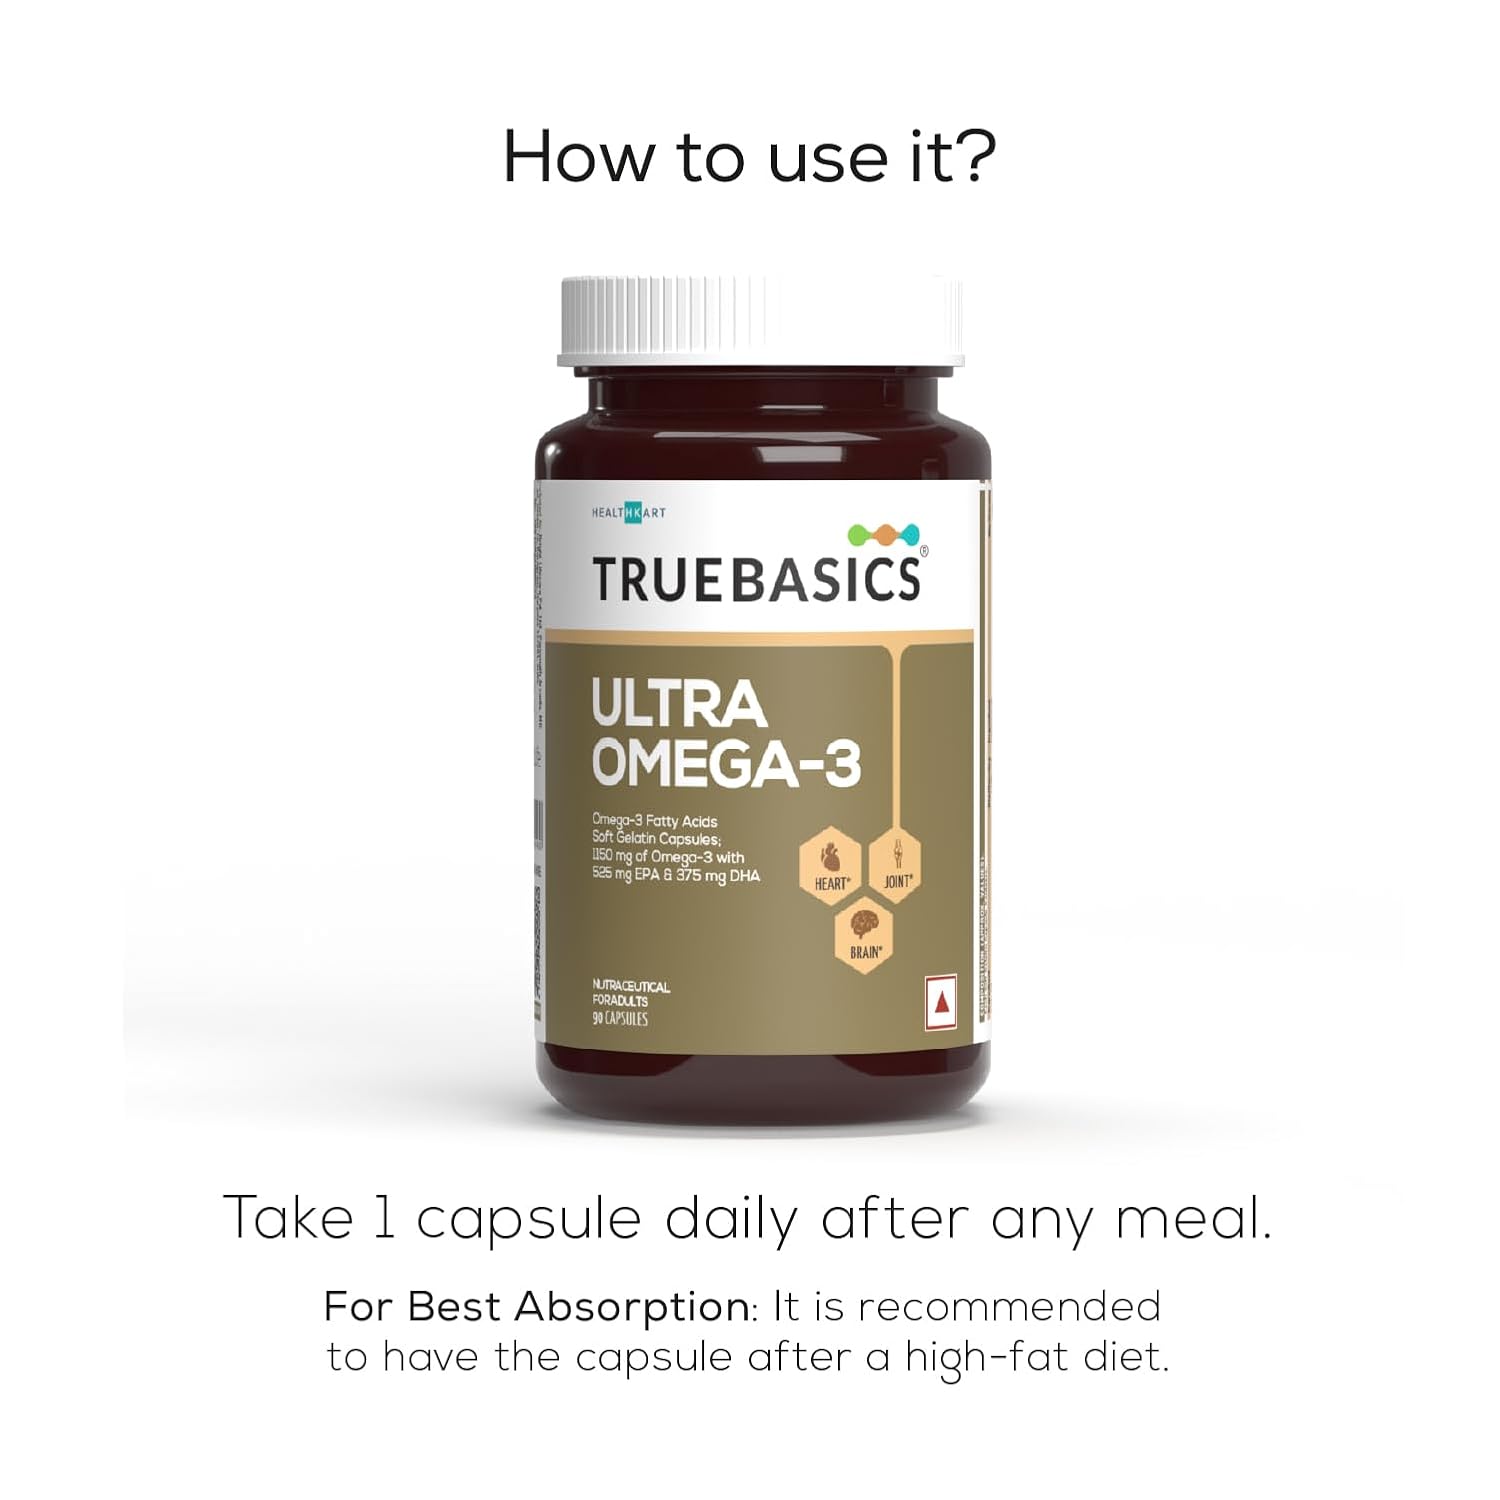 How to use it?
HEALTHKART
TRUEBASICS®
ULTRA
OMEGA-3
Omega-3 Fatty Acids
Soft Gelatin Capsules;
1150 mg of Omega-3 with
525 mg EPA & 375 mg DHA
HEART*
JOINT*
BRAIN*
NUTRACEUTICAL
FORADULTS
90 CAPSULES
Take 1 capsule daily after any meal.
For Best Absorption: It is recommended
to have the capsule after a high-fat diet.